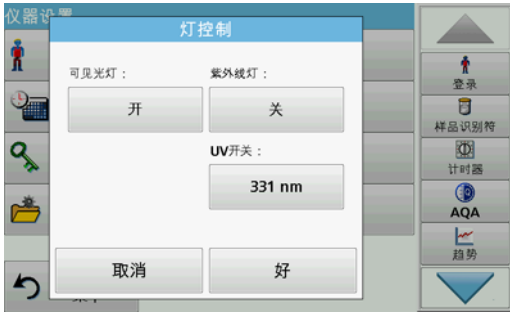 仪器设
灯控制
可见光灯：
紫外线灯：
开
关
UV开关：
331 nm
取消
好
登录
样品识别符
计时器
AQA
趋势